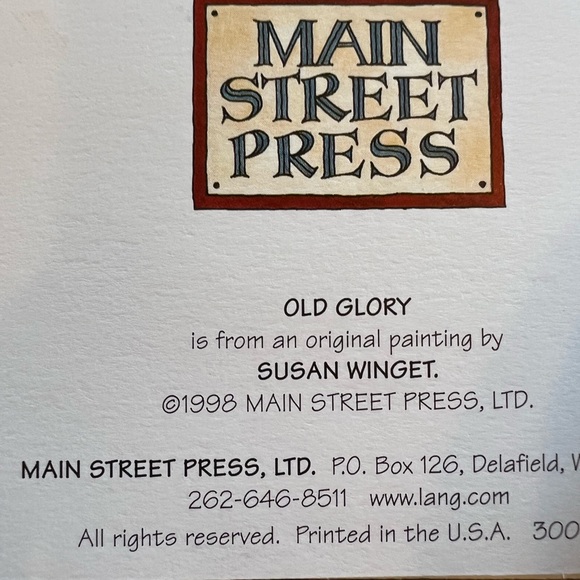 MAIN
STREET
PRESS
OLD GLORY
is from an original painting by
SUSAN WINGET.
©1998 MAIN STREET PRESS, LTD.
MAIN STREET PRESS, LTD. P.O. Box 126, Delafield, W
262-646-8511 www.lang.com
All rights reserved. Printed in the U.S.A. 300